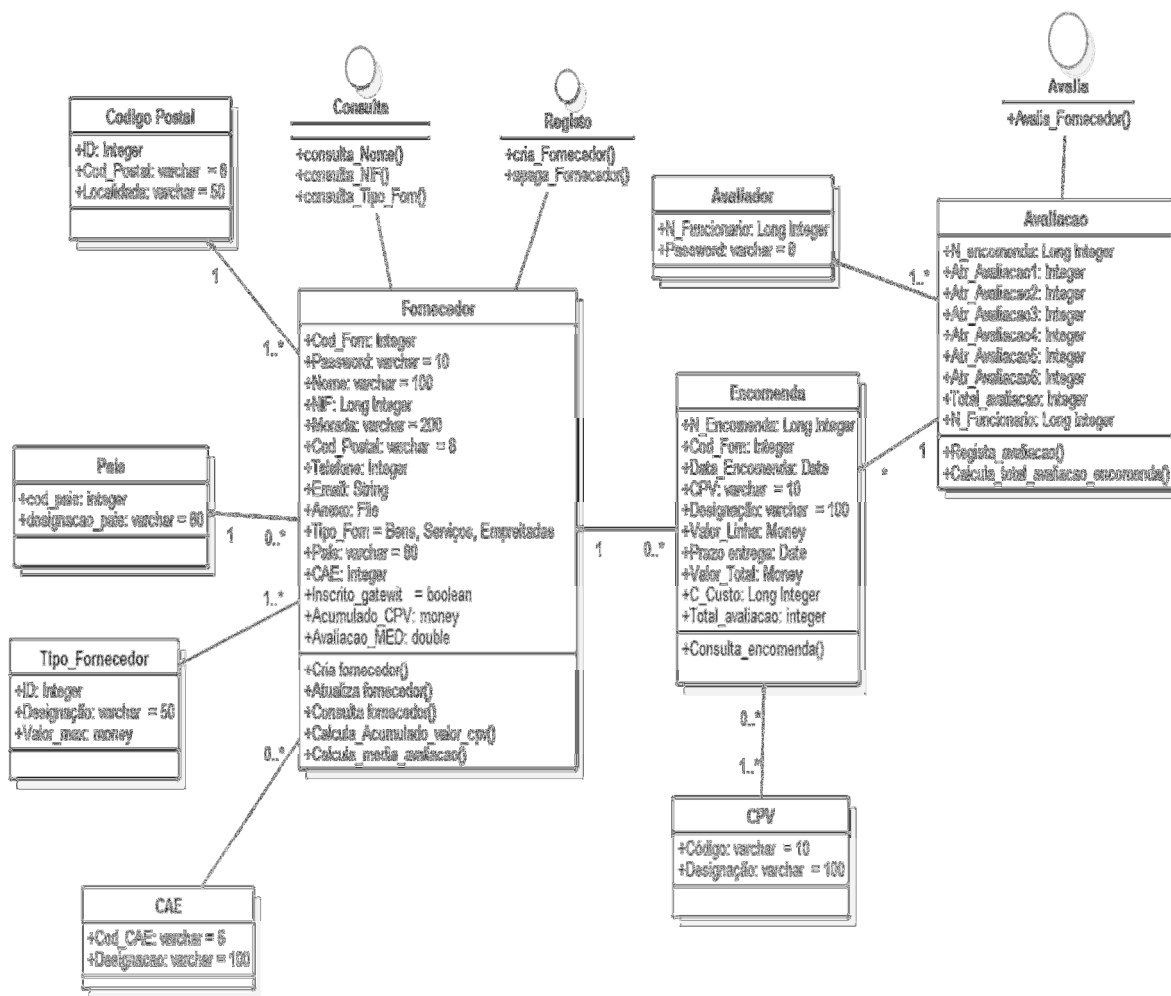 Codigo Postal
+ID: Integer
+Cod_Postal: varchar = 8
+Localidade: varchar = 50
Consulta
+consulta_Nome()
+consulta_NIF()
+consulta_Tipo_Forn()
Registo
+cria_Fornecedor()
+apaga_Fornecedor()
Avalia
+Avalia_Fornecedor()
Avaliador
+N_Funcionario: Long Integer
+Password: varchar = 8
Avaliacao
+N_encomenda: Long Integer
+Atr_Avaliacao1: Integer
+Atr_Avaliacao2: Integer
+Atr_Avaliacao3: Integer
+Atr_Avaliacao4: Integer
+Atr_Avaliacao5: Integer
+Atr_Avaliacao6: Integer
+Total_avaliacao: Integer
+N_Funcionario: Long Integer
+Regista_avaliacao()
+Calcula_total_avaliacao_encomenda()
1
1..*
1..*
1
*
Fornecedor
+Cod_Forn: Integer
+Password: varchar = 10
+Nome: varchar = 100
+NIF: Long Integer
+Morada: varchar = 200
+Cod_Postal: varchar = 8
+Telefone: Integer
+Email: String
+Anexo: File
+Tipo_Forn = Bens, Serviços, Empreitadas
+País: varchar = 60
+CAE: Integer
+Inscrito_gatewit = boolean
+Acumulado_CPV: money
+Avaliacao_MED: double
+Cria fornecedor()
+Atualiza fornecedor()
+Consulta fornecedor()
+Calcula_Acumulado_valor_cpv()
+Calcula_media_avaliacao()
Encomenda
+N_Encomenda: Long Integer
+Cod_Forn: Integer
+Data_Encomenda: Date
+CPV: varchar = 10
+Designação: varchar = 100
+Valor_Linha: Money
+Prazo entrega: Date
+Valor_Total: Money
+C_Custo: Long Integer
+Total_avaliacao: integer
+Consulta_encomenda()
País
+cod_pais: integer
+designacao_pais: varchar = 60
1
0..*
1
0..*
1..*
Tipo_Fornecedor
+ID: Integer
+Designação: varchar = 50
+Valor_max: money
0..*
0..*
1..*
CPV
+Código: varchar = 10
+Designação: varchar = 100
CAE
+Cod_CAE: varchar = 5
+Designacao: varchar = 100